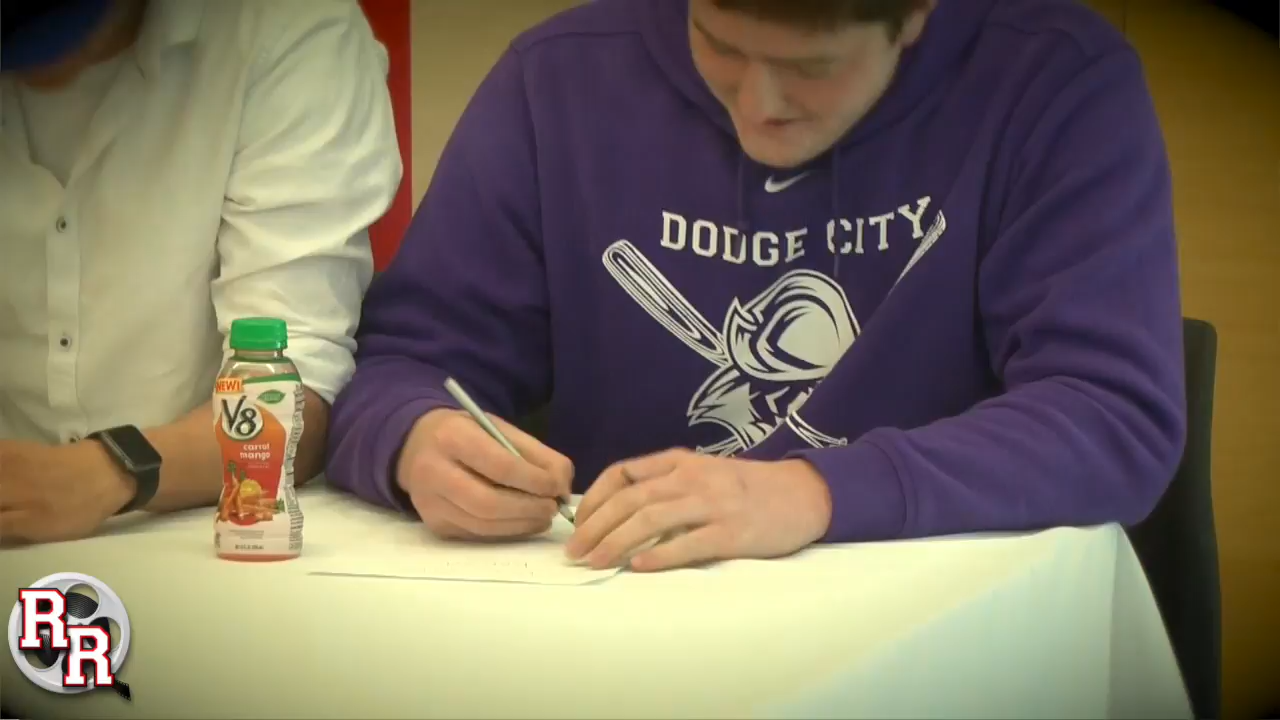 DODGE CITY
NEW!
V8
carrot
mango
RR